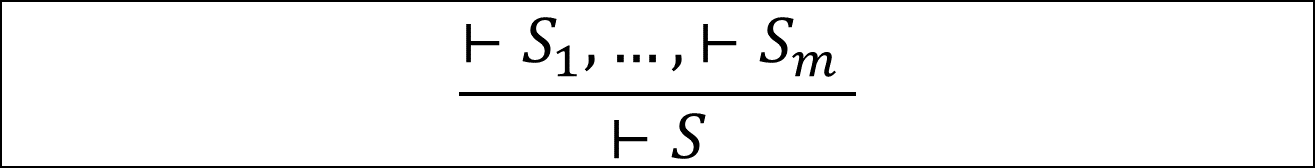 ⊢ 𝑆₁, … , ⊢ 𝑆ₘ
⊢ 𝑆